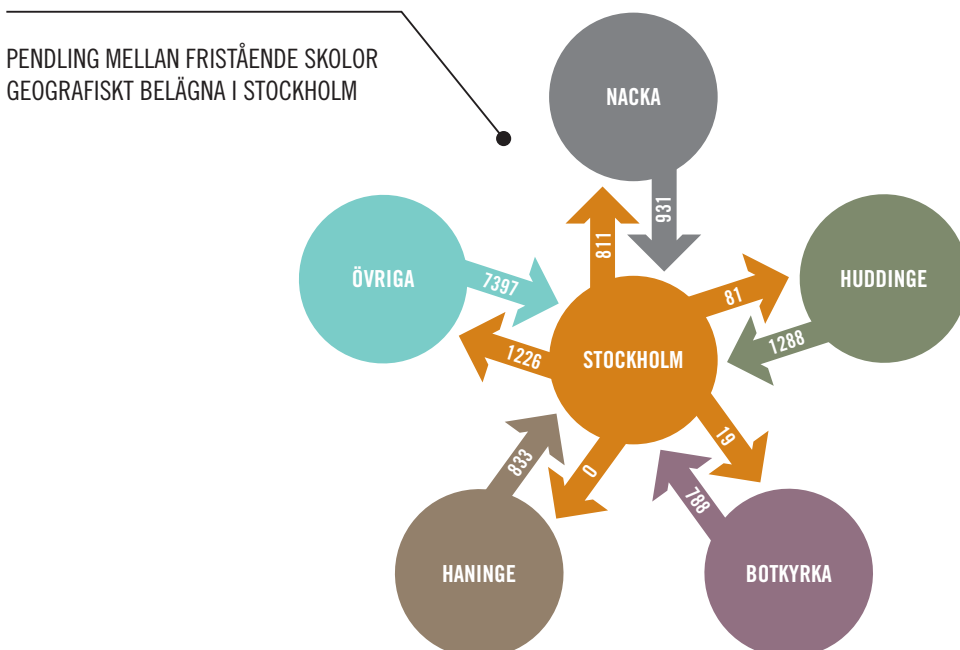 PENDLING MELLAN FRISTÅENDE SKOLOR
GEOGRAFISKT BELÄGNA I STOCKHOLM
NACKA
931
811
ÖVRIGA
7397
81
HUDDINGE
1288
1226
STOCKHOLM
19
833
0
788
HANINGE
BOTKYRKA